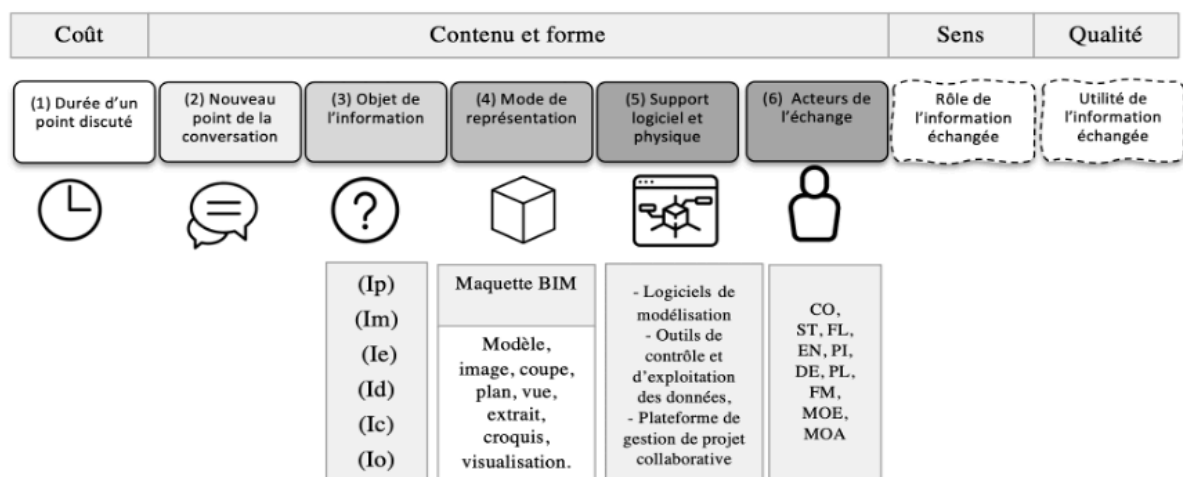 Coût
Contenu et forme
Sens
Qualité
(1) Durée d'un
point discuté
(2) Nouveau
point de la
conversation
(3) Objet de
l'information
(4) Mode de
représentation
(5) Support
logiciel et
physique
(6) Acteurs de
l'échange
Rôle de
l'information
échangée
Utilité de
l'information
échangée
?
(Ip)
(Im)
(Ie)
(Id)
(Ic)
(Io)
Maquette BIM
Modèle,
image, coupe,
plan, vue,
extrait,
croquis,
visualisation.
- Logiciels de
modélisation
- Outils de
contrôle et
d'exploitation
des données,
- Plateforme de
gestion de projet
collaborative
CO,
ST, FL,
EN, PI,
DE, PL,
FM,
MOE,
MOA